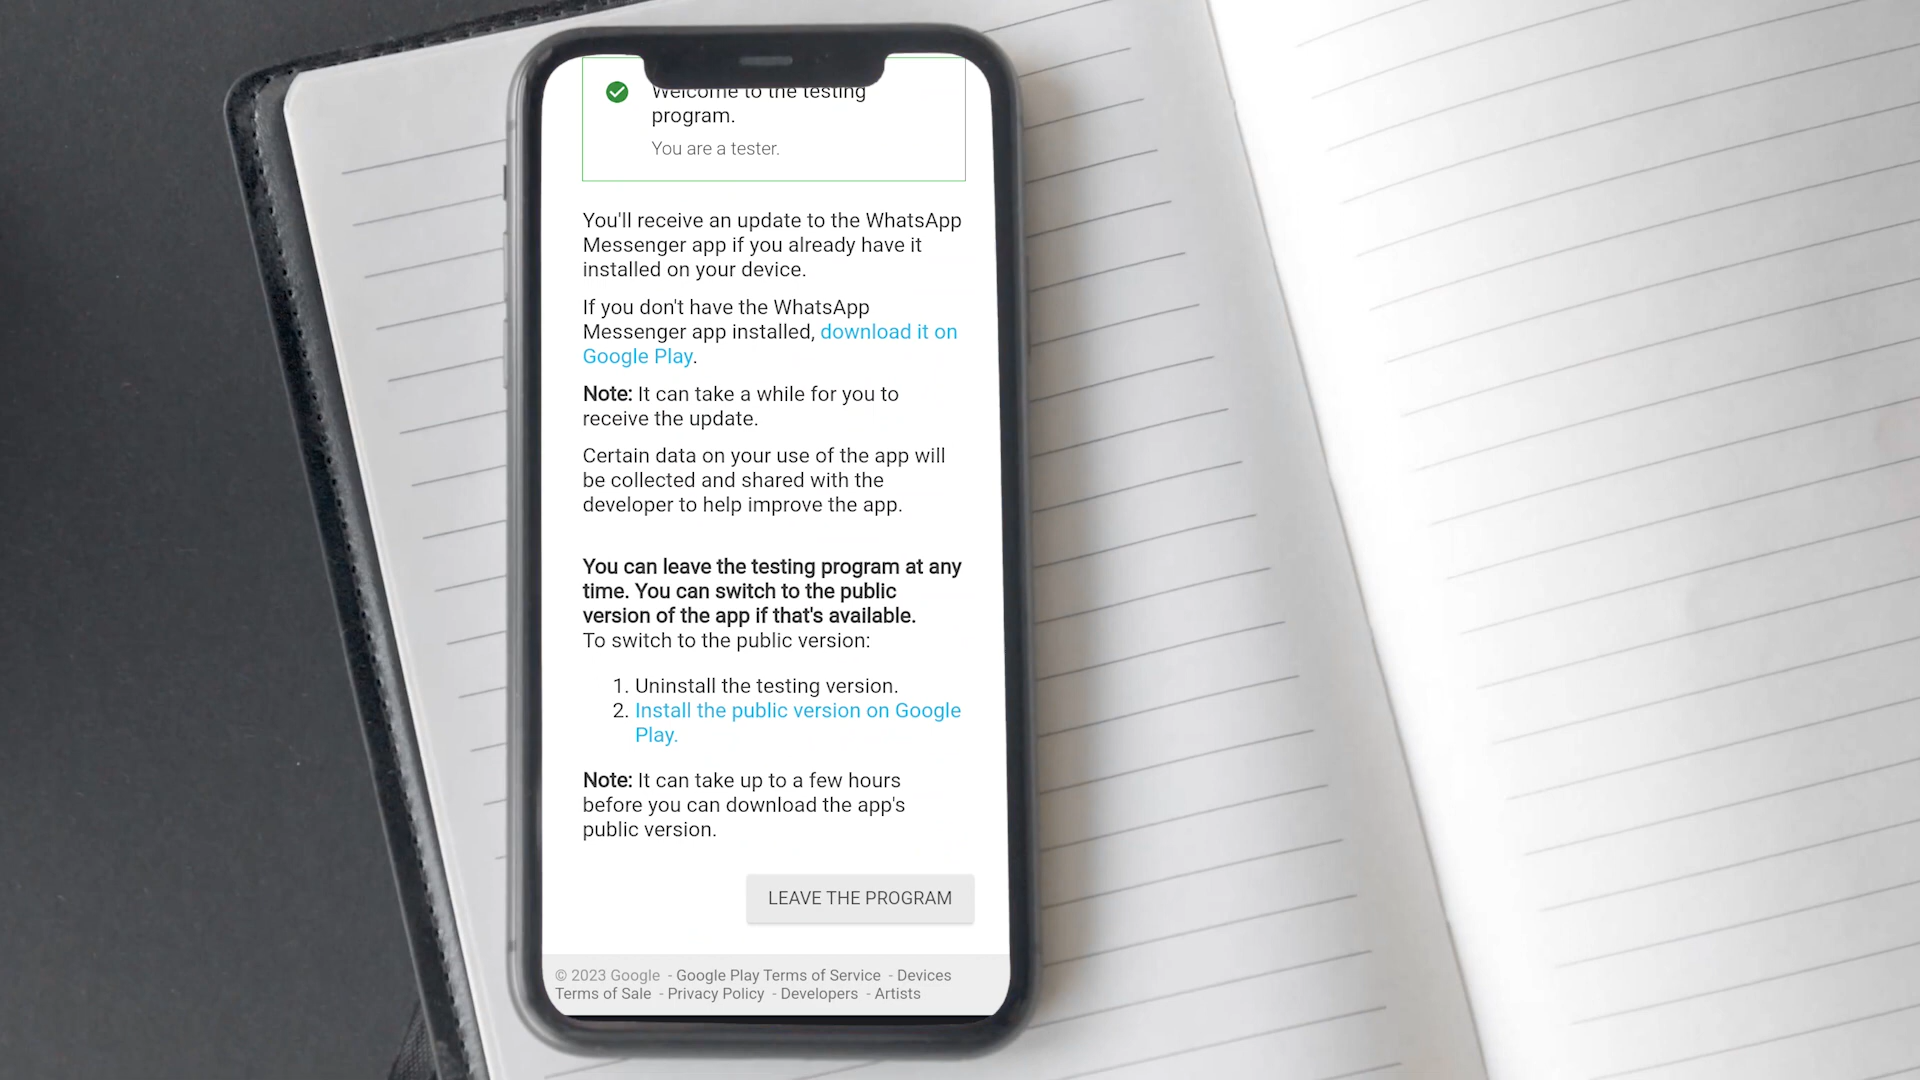 Welcome to the testing
program.
You are a tester.
You'll receive an update to the WhatsApp
Messenger app if you already have it
installed on your device.
If you don't have the WhatsApp
Messenger app installed, download it on
Google Play.
Note: It can take a while for you to
receive the update.
Certain data on your use of the app will
be collected and shared with the
developer to help improve the app.
You can leave the testing program at any
time. You can switch to the public
version of the app if that's available.
To switch to the public version:
1. Uninstall the testing version.
2. Install the public version on Google
Play.
Note: It can take up to a few hours
before you can download the app's
public version.
LEAVE THE PROGRAM
© 2023 Google - Google Play Terms of Service - Devices
Terms of Sale - Privacy Policy - Developers - Artists